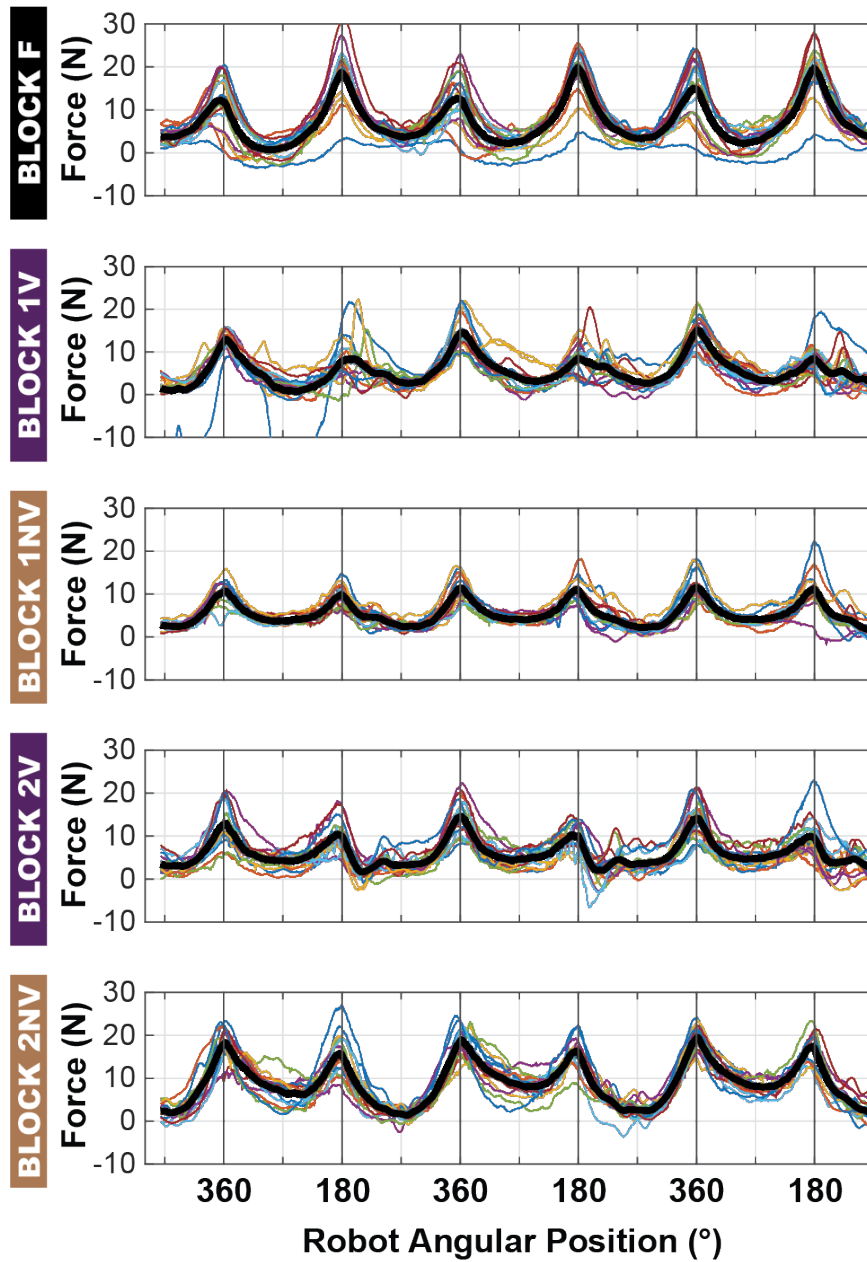 BLOCK F
Force (N)
30
20
10
0
-10
BLOCK 1V
Force (N)
30
20
10
0
-10
BLOCK 1NV
Force (N)
30
20
10
0
-10
BLOCK 2V
Force (N)
30
20
10
0
-10
BLOCK 2NV
Force (N)
30
20
10
0
-10
360 180 360 180 360 180
Robot Angular Position (°)